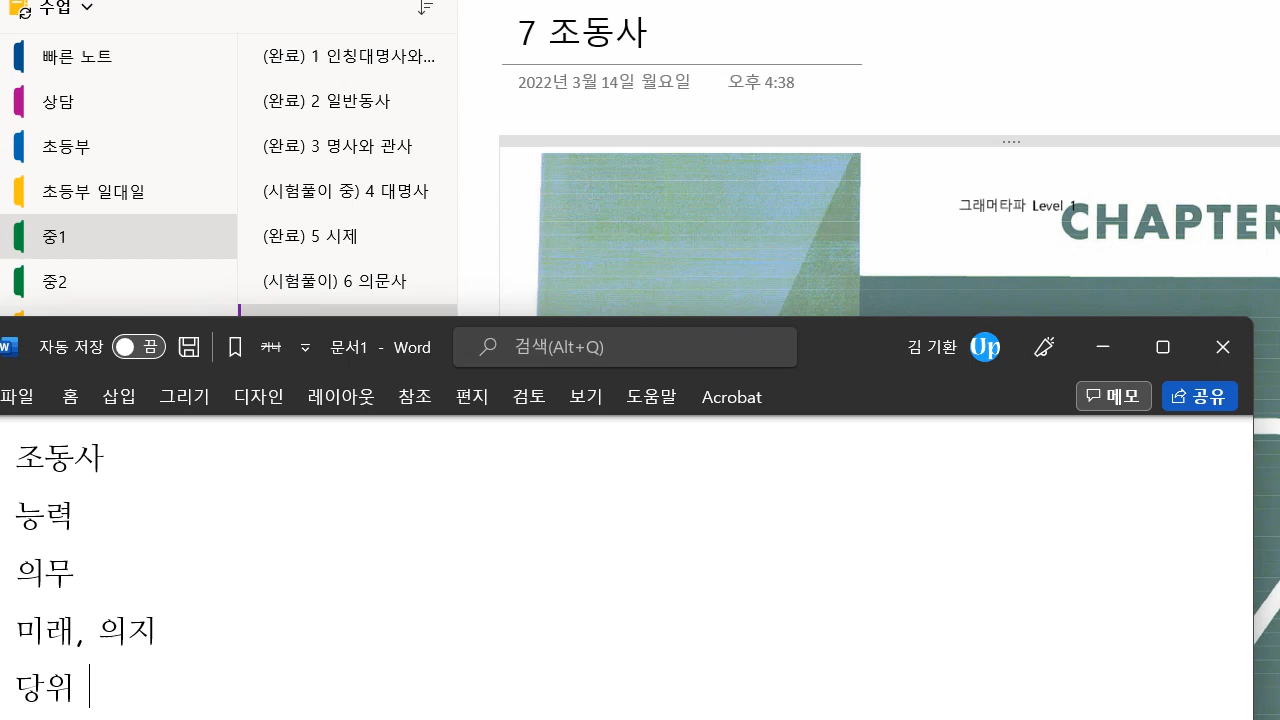 수업
빠른 노트
상담
초등부
초등부 일대일
중1
중2
(완료) 1 인칭대명사와...
(완료) 2 일반동사
(완료) 3 명사와 관사
(시험풀이 중) 4 대명사
(완료) 5 시제
(시험풀이) 6 의문사
7 조동사
2022년 3월 14일 월요일 오후 4:38
그래머타파 Level 1
CHAPTER
자동 저장 끔 가나 문서1 - Word 검색(Alt+Q) 김 기환 Up
파일 홈 삽입 그리기 디자인 레이아웃 참조 편지 검토 보기 도움말 Acrobat 메모 공유
조동사
능력
의무
미래, 의지
당위